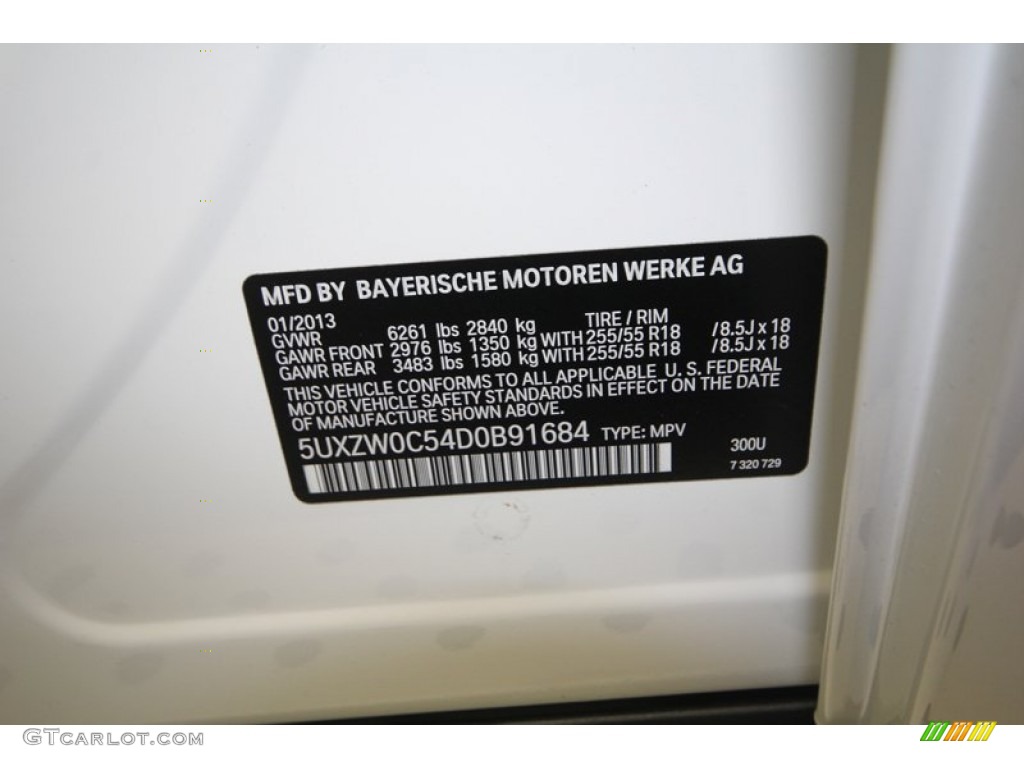 MFD BY BAYERISCHE MOTOREN WERKE AG
01/2013 TIRE / RIM
GVWR 6261 lbs 2840 kg
GAWR FRONT 2976 lbs 1350 kg WITH 255/55 R18 /8.5J x 18
GAWR REAR 3483 lbs 1580 kg WITH 255/55 R18 /8.5J x 18
THIS VEHICLE CONFORMS TO ALL APPLICABLE U. S. FEDERAL
MOTOR VEHICLE SAFETY STANDARDS IN EFFECT ON THE DATE
OF MANUFACTURE SHOWN ABOVE.
5UXZW0C54D0B91684 TYPE: MPV
300U
7 320 729
GTCarLot.com